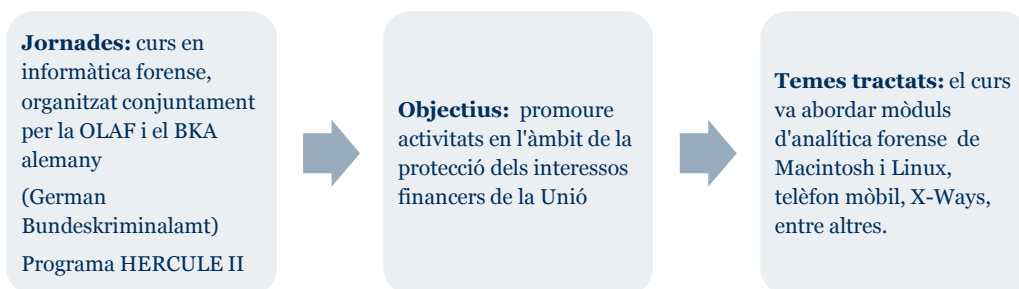 Jornades: curs en
informàtica forense,
organitzat conjuntament
per la OLAF i el BKA
alemany
(German
Bundeskriminalamt)
Programa HERCULE II
Objectius:  promoure
activitats en l'àmbit de la
protecció dels interessos
financers de la Unió
Temes tractats: el curs
va abordar mòduls
d'analítica forense  de
Macintosh i Linux,
telèfon mòbil, X-Ways,
entre altres.